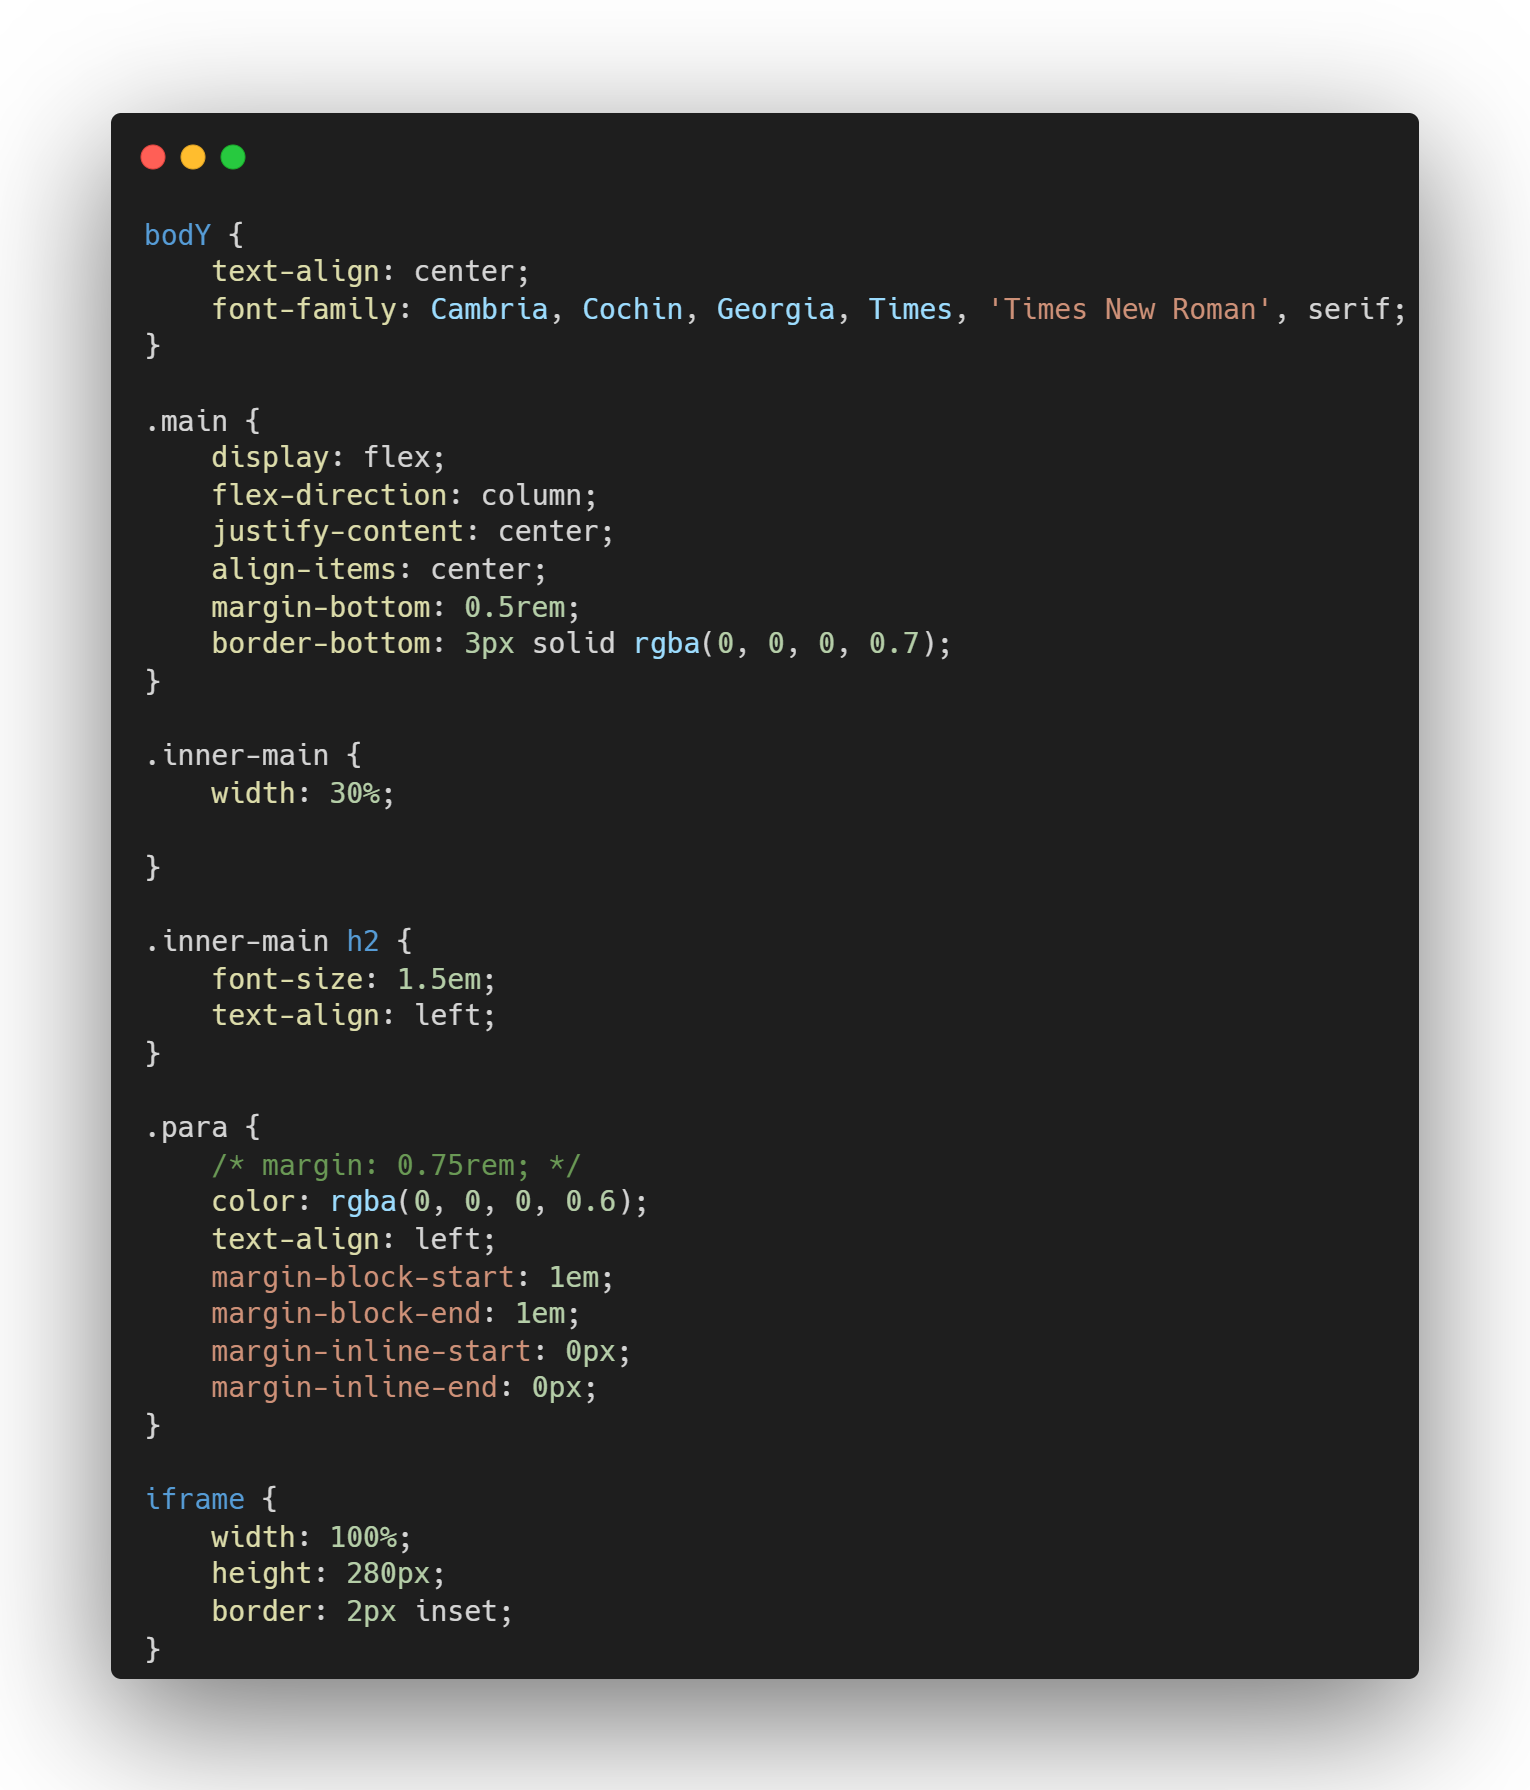 bodY {
    text-align: center;
    font-family: Cambria, Cochin, Georgia, Times, 'Times New Roman', serif;
}

.main {
    display: flex;
    flex-direction: column;
    justify-content: center;
    align-items: center;
    margin-bottom: 0.5rem;
    border-bottom: 3px solid rgba(0, 0, 0, 0.7);
}

.inner-main {
    width: 30%;

}

.inner-main h2 {
    font-size: 1.5em;
    text-align: left;
}

.para {
    /* margin: 0.75rem; */
    color: rgba(0, 0, 0, 0.6);
    text-align: left;
    margin-block-start: 1em;
    margin-block-end: 1em;
    margin-inline-start: 0px;
    margin-inline-end: 0px;
}

iframe {
    width: 100%;
    height: 280px;
    border: 2px inset;
}